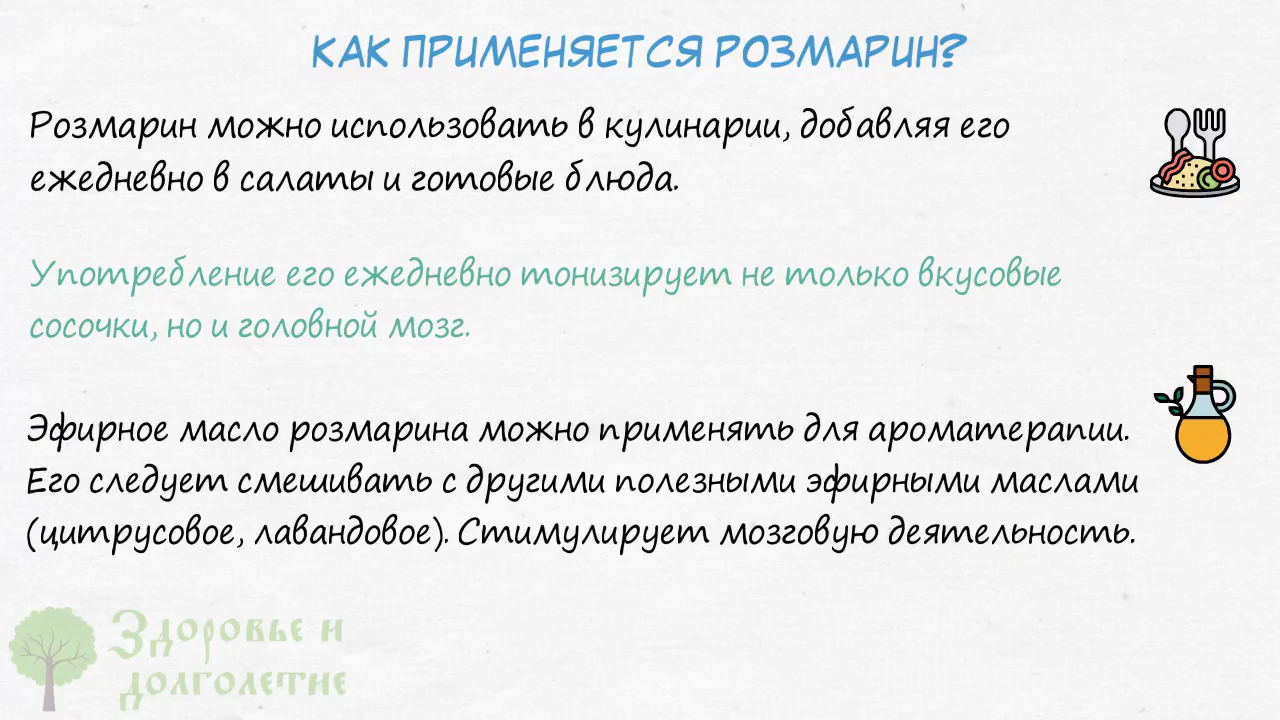 КАК ПРИМЕНЯЕТСЯ РОЗМАРИН?
Розмарин можно использовать в кулинарии, добавляя его
ежедневно в салаты и готовые блюда.
Употребление его ежедневно тонизирует не только вкусовые
сосочки, но и головной мозг.
Эфирное масло розмарина можно применять для ароматерапии.
Его следует смешивать с другими полезными эфирными маслами
(цитрусовое, лавандовое). Стимулирует мозговую деятельность.
Здоровье и
долголетие